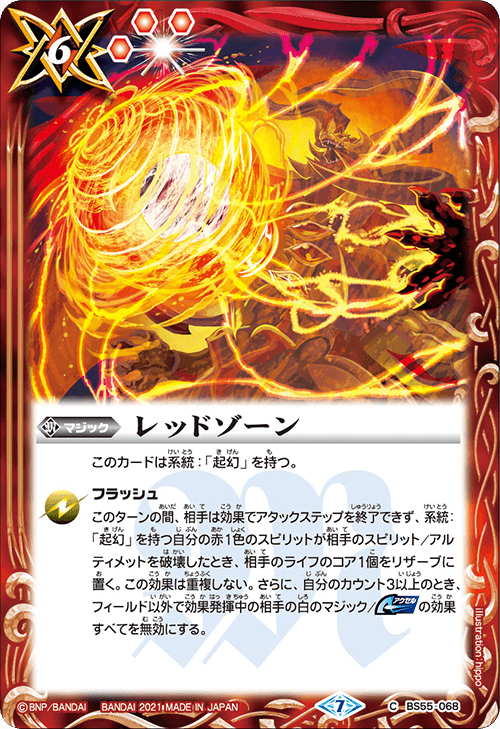 6
マジック
レッドゾーン
このカードは系統：「起幻」を持つ。
フラッシュ
このターンの間、相手は効果でアタックステップを終了できず、系統：
「起幻」を持つ自分の赤1色のスピリットが相手のスピリット/アル
ティメットを破壊したとき、相手のライフのコア1個をリザーブに
置く。この効果は重複しない。さらに、自分のカウント3以上のとき、
フィールド以外で効果発揮中の相手の白のマジック/アクセルの効果
すべてを無効にする。
illustration:hippo
©BNP/BANDAI BANDAI 2021 MADE IN JAPAN 7 C BS55-068